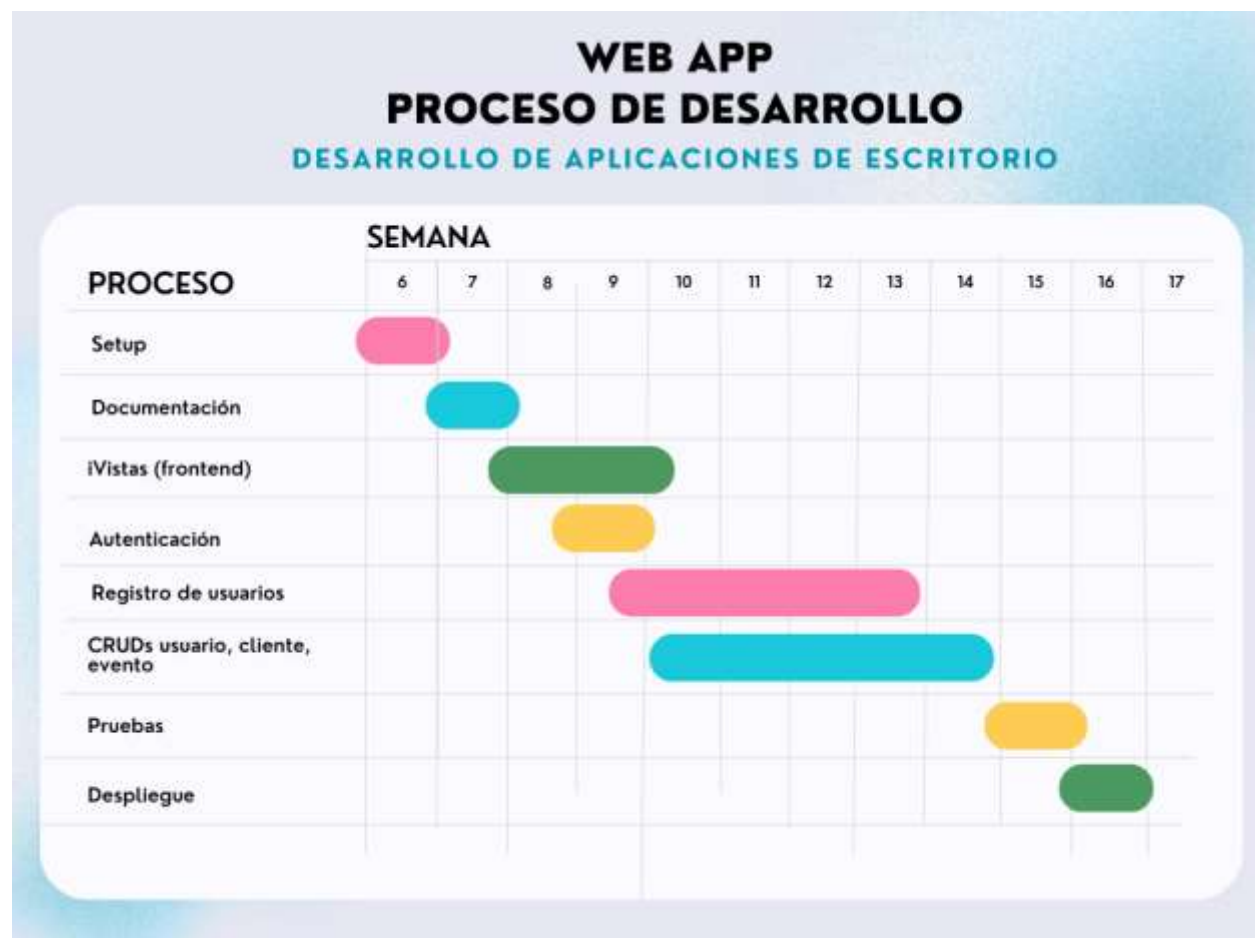 WEB APP
PROCESO DE DESARROLLO
DESARROLLO DE APLICACIONES DE ESCRITORIO
SEMANA
PROCESO 6 7 8 9 10 11 12 13 14 15 16 17
Setup
Documentación
iVistas (frontend)
Autenticación
Registro de usuarios
CRUDs usuario, cliente,
evento
Pruebas
Despliegue